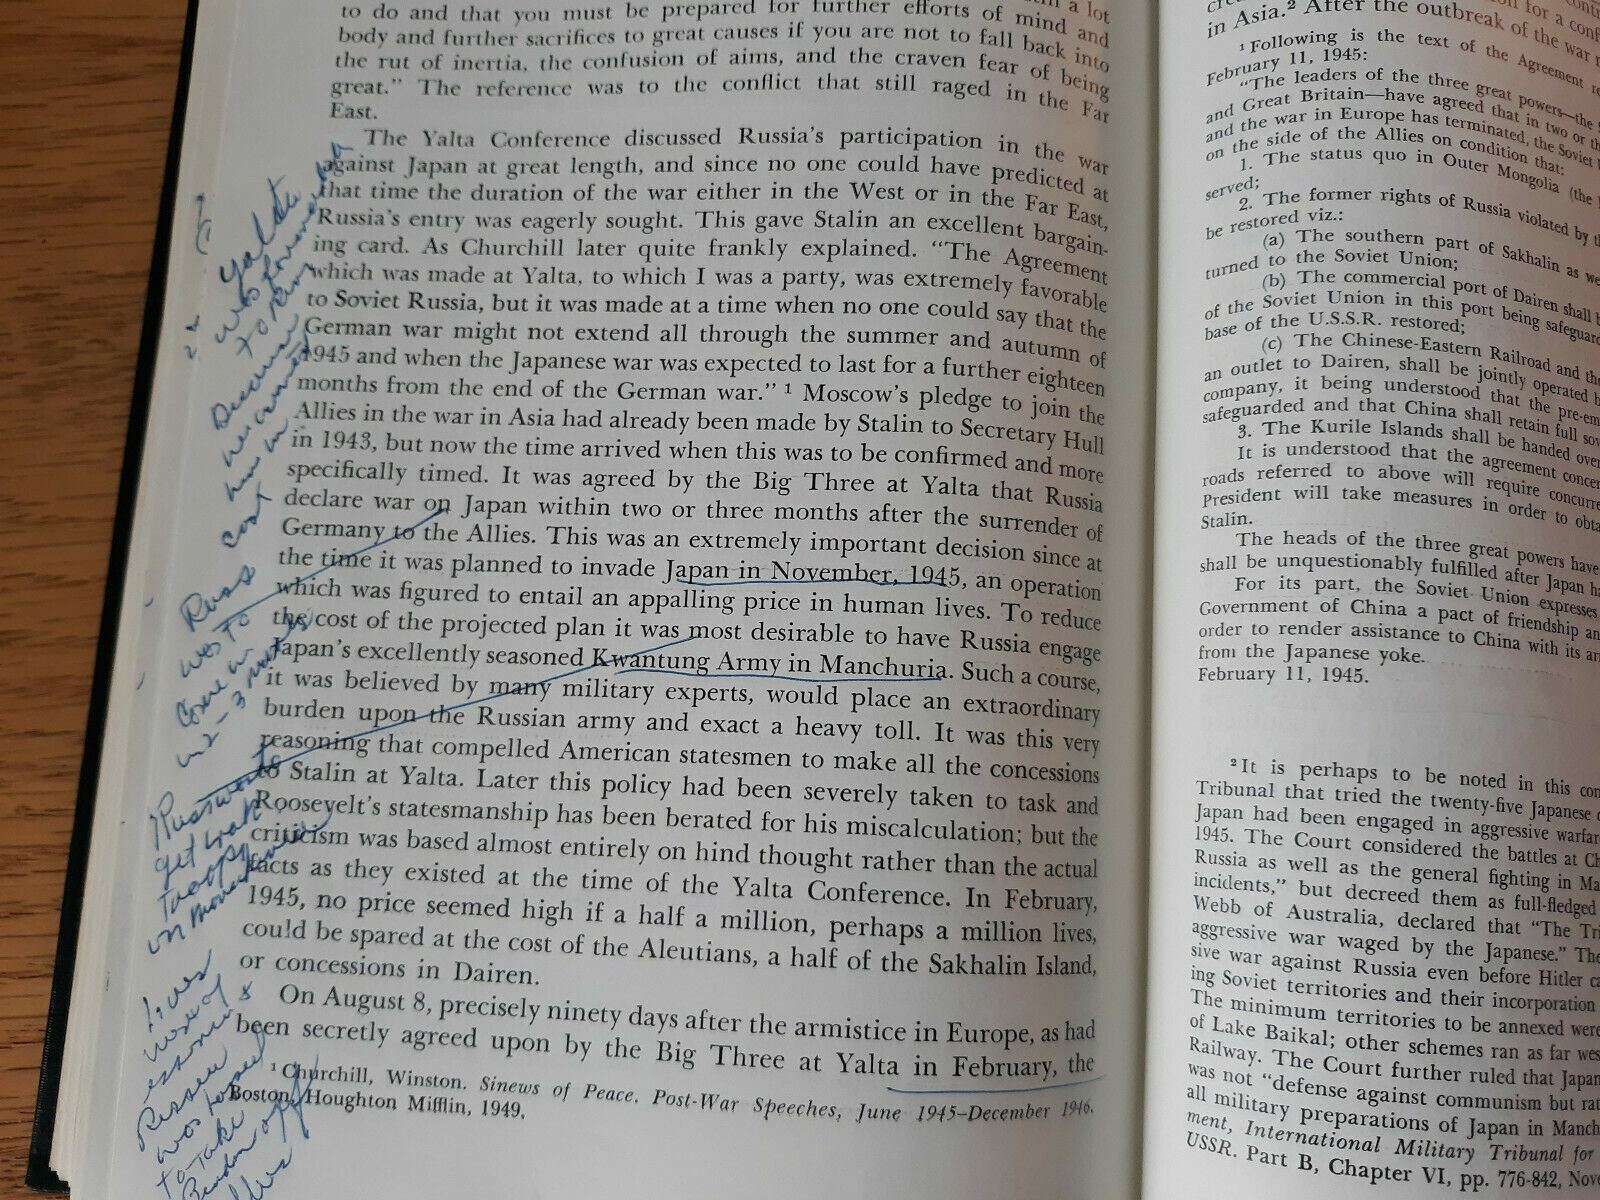 a lot
to do and that you must be prepared for further efforts of mind and
body and further sacrifices to great causes if you are not to fall back into
the rut of inertia, the confusion of aims, and the craven fear of being
great." The reference was to the conflict that still raged in the Far
East.
The Yalta Conference discussed Russia's participation in the war
against Japan at great length, and since no one could have predicted at
that time the duration of the war either in the West or in the Far East,
Russia's entry was eagerly sought. This gave Stalin an excellent bargain-
ing card. As Churchill later quite frankly explained. "The Agreement
which was made at Yalta, to which I was a party, was extremely favorable
to Soviet Russia, but it was made at a time when no one could say that the
German war might not extend all through the summer and autumn of
1945 and when the Japanese war was expected to last for a further eighteen
months from the end of the German war." ¹ Moscow's pledge to join the
Allies in the war in Asia had already been made by Stalin to Secretary Hull
in 1943, but now the time arrived when this was to be confirmed and more
specifically timed. It was agreed by the Big Three at Yalta that Russia
declare war on Japan within two or three months after the surrender of
Germany to the Allies. This was an extremely important decision since at
the time it was planned to invade Japan in November, 1945, an operation
which was figured to entail an appalling price in human lives. To reduce
the cost of the projected plan it was most desirable to have Russia engage
Japan's excellently seasoned Kwantung Army in Manchuria. Such a course,
it was believed by many military experts, would place an extraordinary
burden upon the Russian army and exact a heavy toll. It was this very
reasoning that compelled American statesmen to make all the concessions
to Stalin at Yalta. Later this policy had been severely taken to task and
Roosevelt's statesmanship has been berated for his miscalculation; but the
criticism was based almost entirely on hind thought rather than the actual
facts as they existed at the time of the Yalta Conference. In February,
1945, no price seemed high if a half a million, perhaps a million lives,
could be spared at the cost of the Aleutians, a half of the Sakhalin Island,
or concessions in Dairen.
On August 8, precisely ninety days after the armistice in Europe, as had
been secretly agreed upon by the Big Three at Yalta in February, the
¹ Churchill, Winston. Sinews of Peace. Post-War Speeches, June 1945–December 1946.
Boston, Houghton Mifflin, 1949,
was
to
cost
Russ
was to
come in
in 2-3
get
troops
on
lives
Russia
was
to take
off
in Asia.² After the outbreak of the war
¹ Following is the text of the Agreement
February 11, 1945:
"The leaders of the three great powers—the
and Great Britain—have agreed that in two or
and the war in Europe has terminated, the Soviet
on the side of the Allies on condition that:
1. The status quo in Outer Mongolia (the
served;
2. The former rights of Russia violated by
be restored viz.:
(a) The southern part of Sakhalin as
turned to the Soviet Union;
(b) The commercial port of Dairen shall
of the Soviet Union in this port being
base of the U.S.S.R. restored;
(c) The Chinese-Eastern Railroad and
an outlet to Dairen, shall be jointly operated
company, it being understood that the
safeguarded and that China shall retain full
3. The Kurile Islands shall be handed
It is understood that the agreement
roads referred to above will require
President will take measures in order to
Stalin.
The heads of the three great powers have
shall be unquestionably fulfilled after Japan
For its part, the Soviet Union expresses
Government of China a pact of friendship
order to render assistance to China with its
from the Japanese yoke.
February 11, 1945.
² It is perhaps to be noted in this
Tribunal that tried the twenty-five Japanese
Japan had been engaged in aggressive
1945. The Court considered the battles at
Russia as well as the general fighting in
incidents," but decreed them as full-fledged
Webb of Australia, declared that "The
aggressive war waged by the Japanese."
sive war against Russia even before Hitler
ing Soviet territories and their incorporation
The minimum territories to be annexed were
of Lake Baikal; other schemes ran as far
Railway. The Court further ruled that
was not "defense against communism but
all military preparations of Japan in
ment, International Military Tribunal for
USSR. Part B, Chapter VI, pp. 776-842,